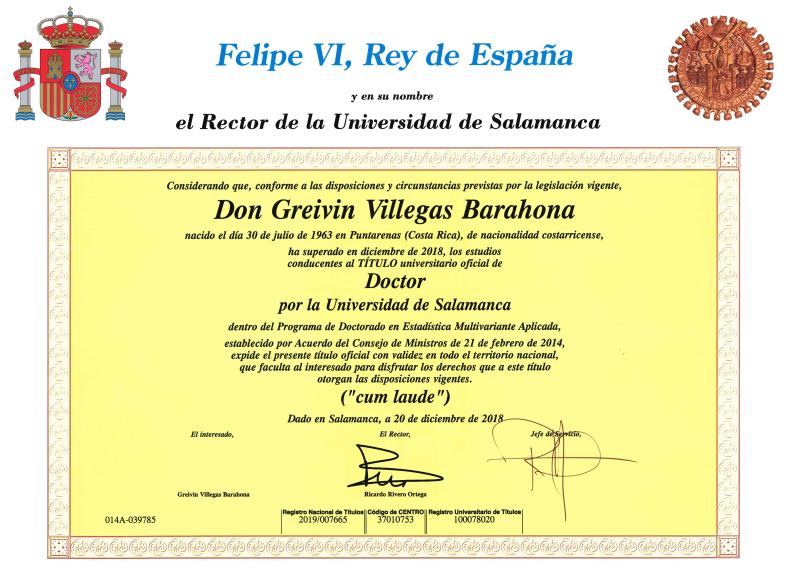 Felipe VI, Rey de España
y en su nombre
el Rector de la Universidad de Salamanca
Considerando que, conforme a las disposiciones y circunstancias previstas por la legislación vigente,
Don Greivin Villegas Barahona
nacido el día 30 de julio de 1963 en Puntarenas (Costa Rica), de nacionalidad costarricense,
ha superado en diciembre de 2018, los estudios
conducentes al TÍTULO universitario oficial de
Doctor
por la Universidad de Salamanca
dentro del Programa de Doctorado en Estadística Multivariante Aplicada,
establecido por Acuerdo del Consejo de Ministros de 21 de febrero de 2014,
expide el presente título oficial con validez en todo el territorio nacional,
que faculta al interesado para disfrutar los derechos que a este título
otorgan las disposiciones vigentes.
("cum laude")
Dado en Salamanca, a 20 de diciembre de 2018
El interesado, El Rector, Jefe de Servicio,
Greivin Villegas Barahona Ricardo Rivero Ortega
Registro Nacional de Títulos Código de CENTRO Registro Universitario de Títulos
014A-039785 2019/007665 37010753 100078020